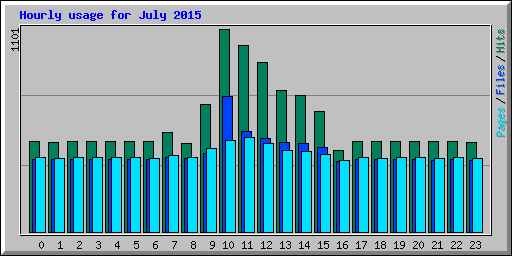 Hourly usage for July 2015
1101
Pages/Files/Hits
0 1 2 3 4 5 6 7 8 9 10 11 12 13 14 15 16 17 18 19 20 21 22 23